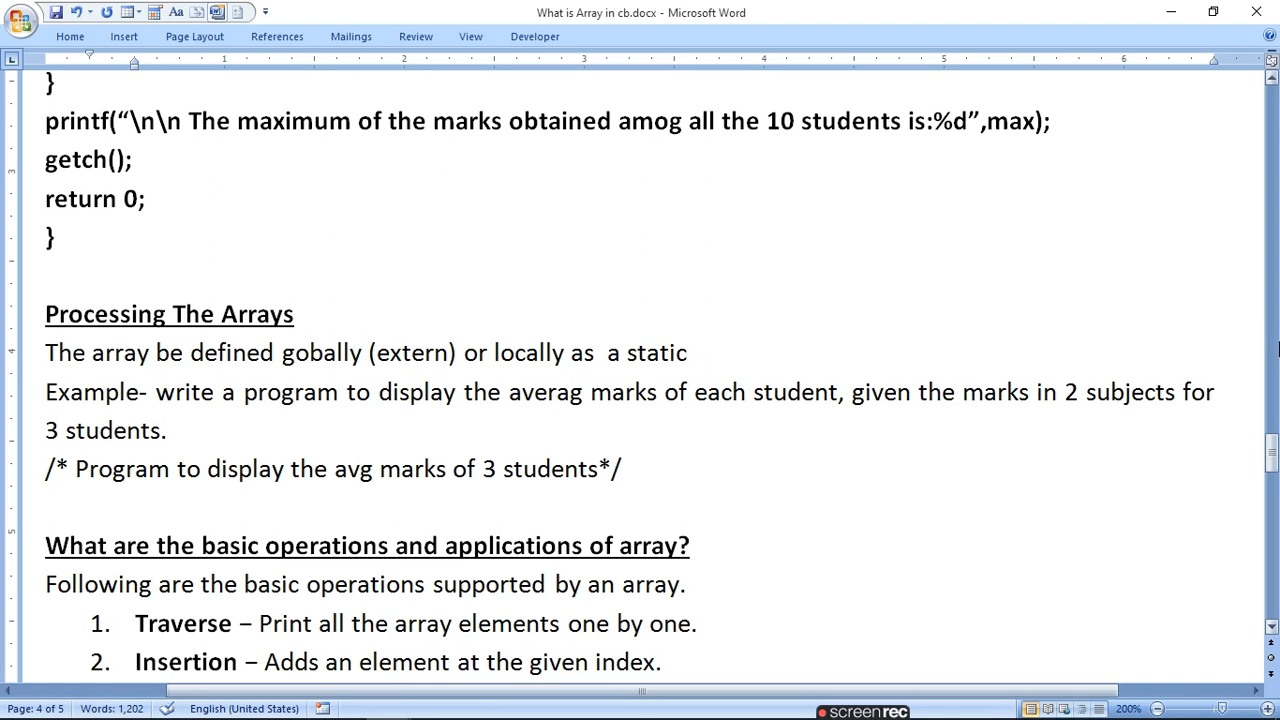 What is Array in cb.docx - Microsoft Word
Home Insert Page Layout References Mailings Review View Developer
1 2 3 4 5 6
}
printf(“\n\n The maximum of the marks obtained amog all the 10 students is:%d”,max);
getch();
return 0;
}
Processing The Arrays
The array be defined gobally (extern) or locally as a static
Example- write a program to display the averag marks of each student, given the marks in 2 subjects for
3 students.
/* Program to display the avg marks of 3 students*/
What are the basic operations and applications of array?
Following are the basic operations supported by an array.
1. Traverse – Print all the array elements one by one.
2. Insertion – Adds an element at the given index.
Page: 4 of 5 Words: 1,202 English (United States) 200%
screenrec